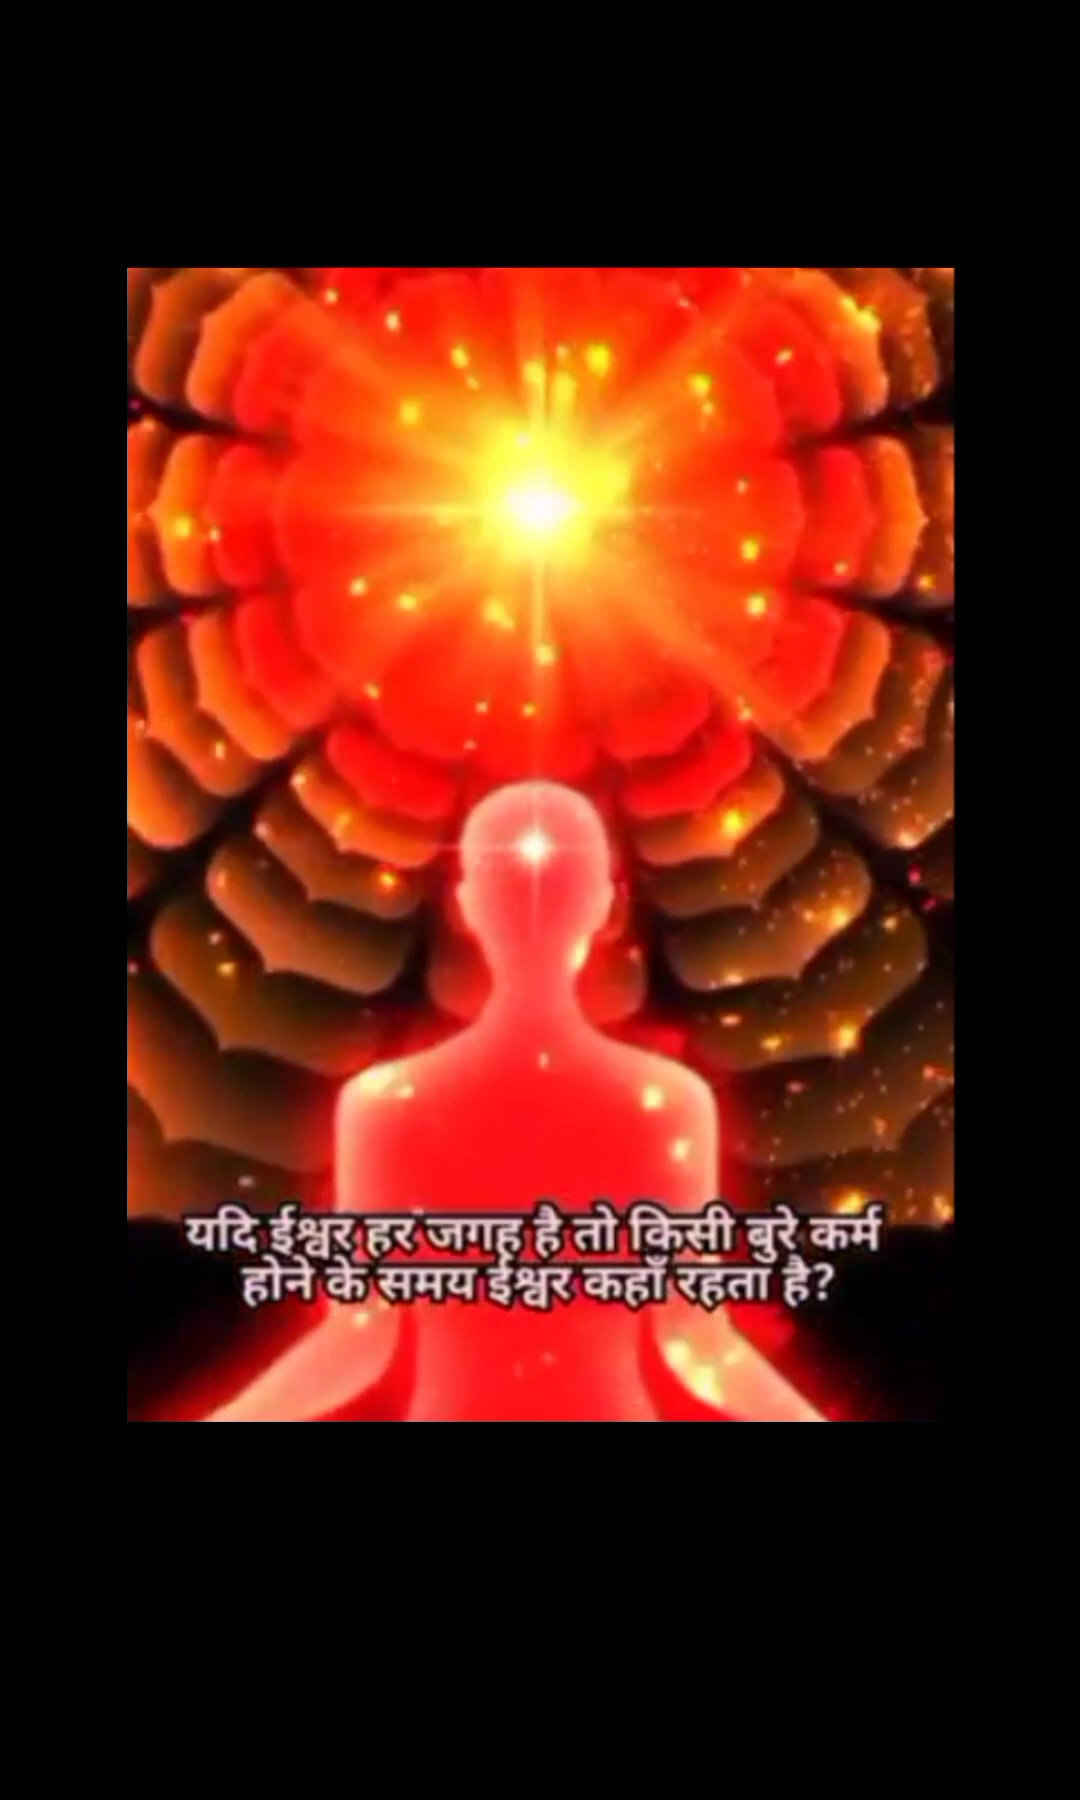 यदि ईश्वर हर जगह है तो किसी बुरे कर्म
होने के समय ईश्वर कहाँ रहता है?